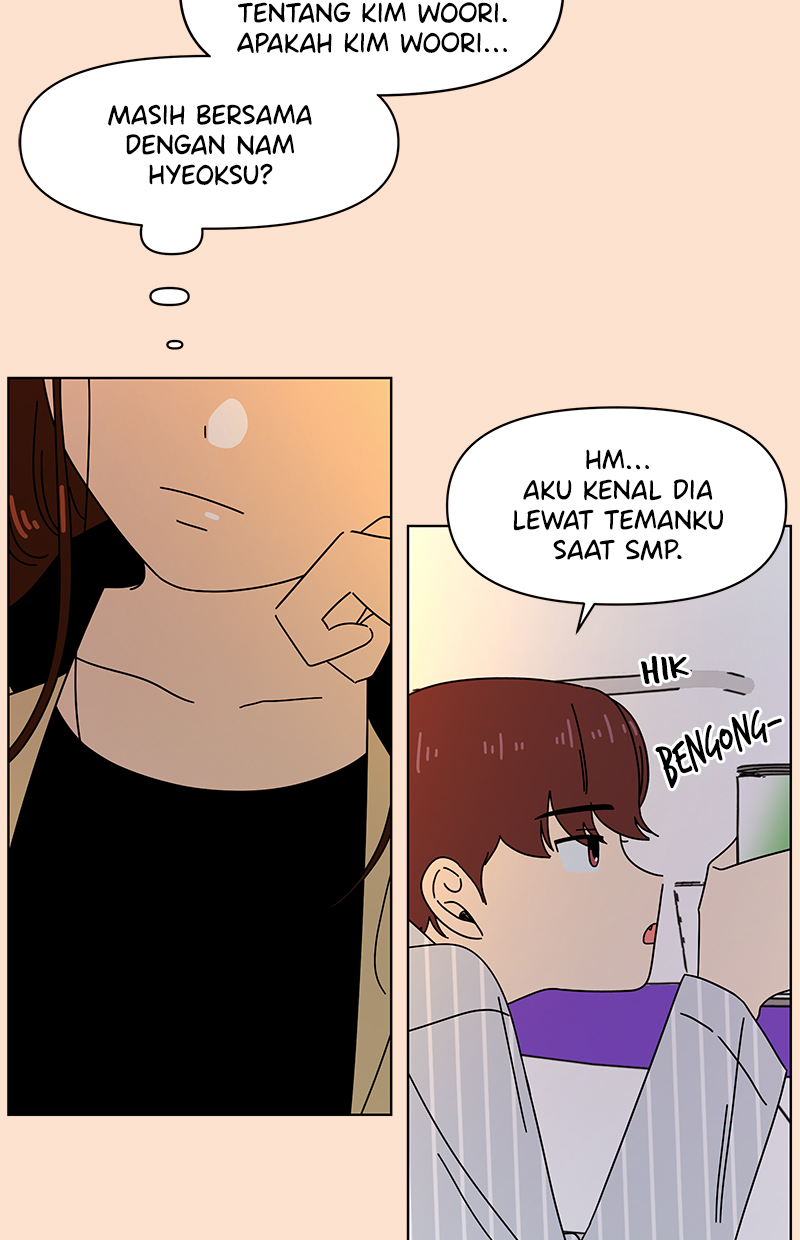 TENTANG KIM WOORI.
APAKAH KIM WOORI...
MASIH BERSAMA
DENGAN NAM
HYEOKSU?
HM...
AKU KENAL DIA
LEWAT TEMANKU
SAAT SMP.
HIK
BENGONG-